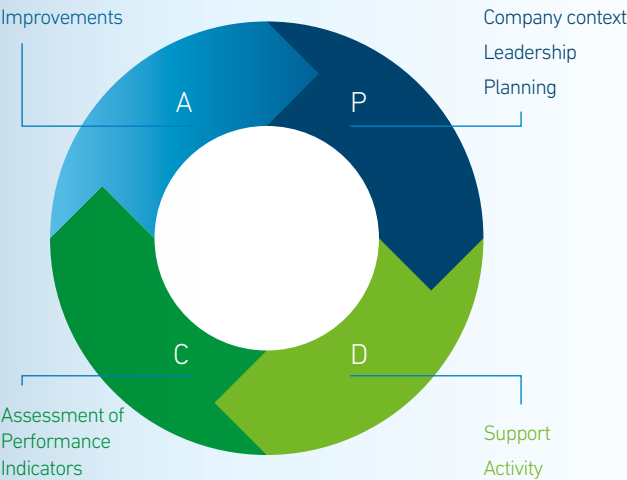 Improvements
Company context
Leadership
Planning
A
P
C
D
Assessment of
Performance
Indicators
Support
Activity